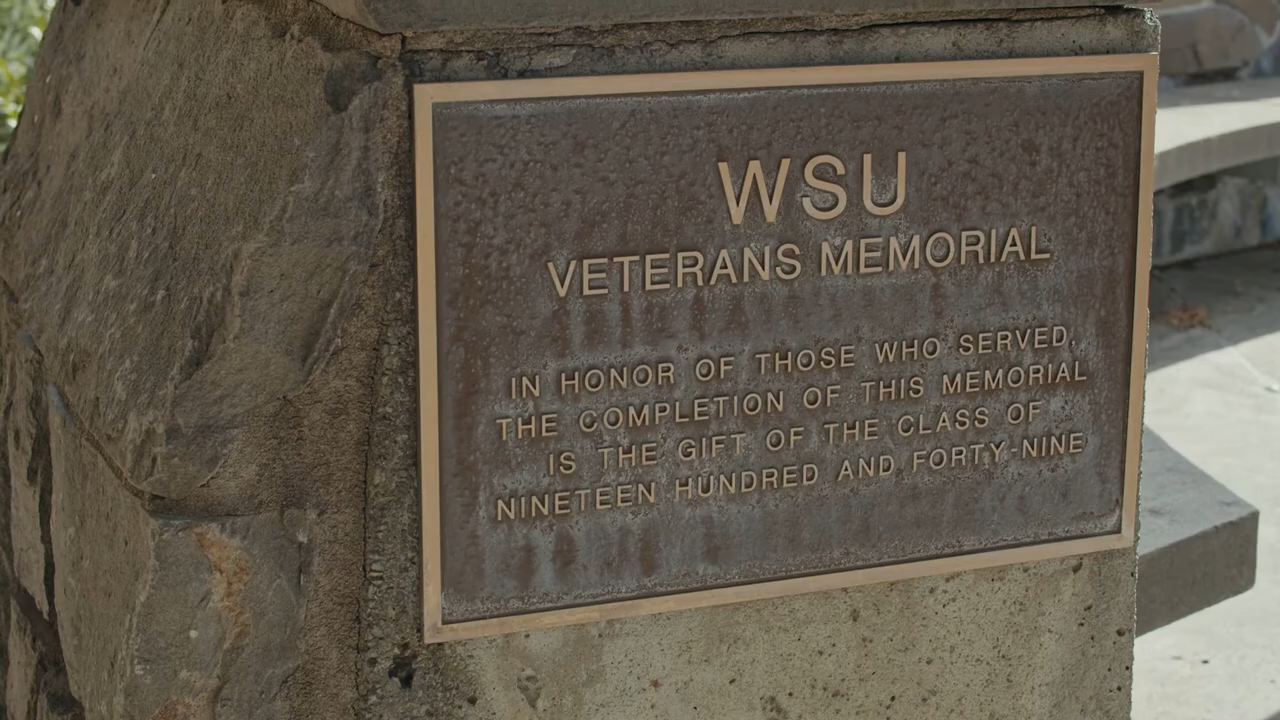 WSU
VETERANS MEMORIAL
IN HONOR OF THOSE WHO SERVED,
THE COMPLETION OF THIS MEMORIAL
IS THE GIFT OF THE CLASS OF
NINETEEN HUNDRED AND FORTY-NINE